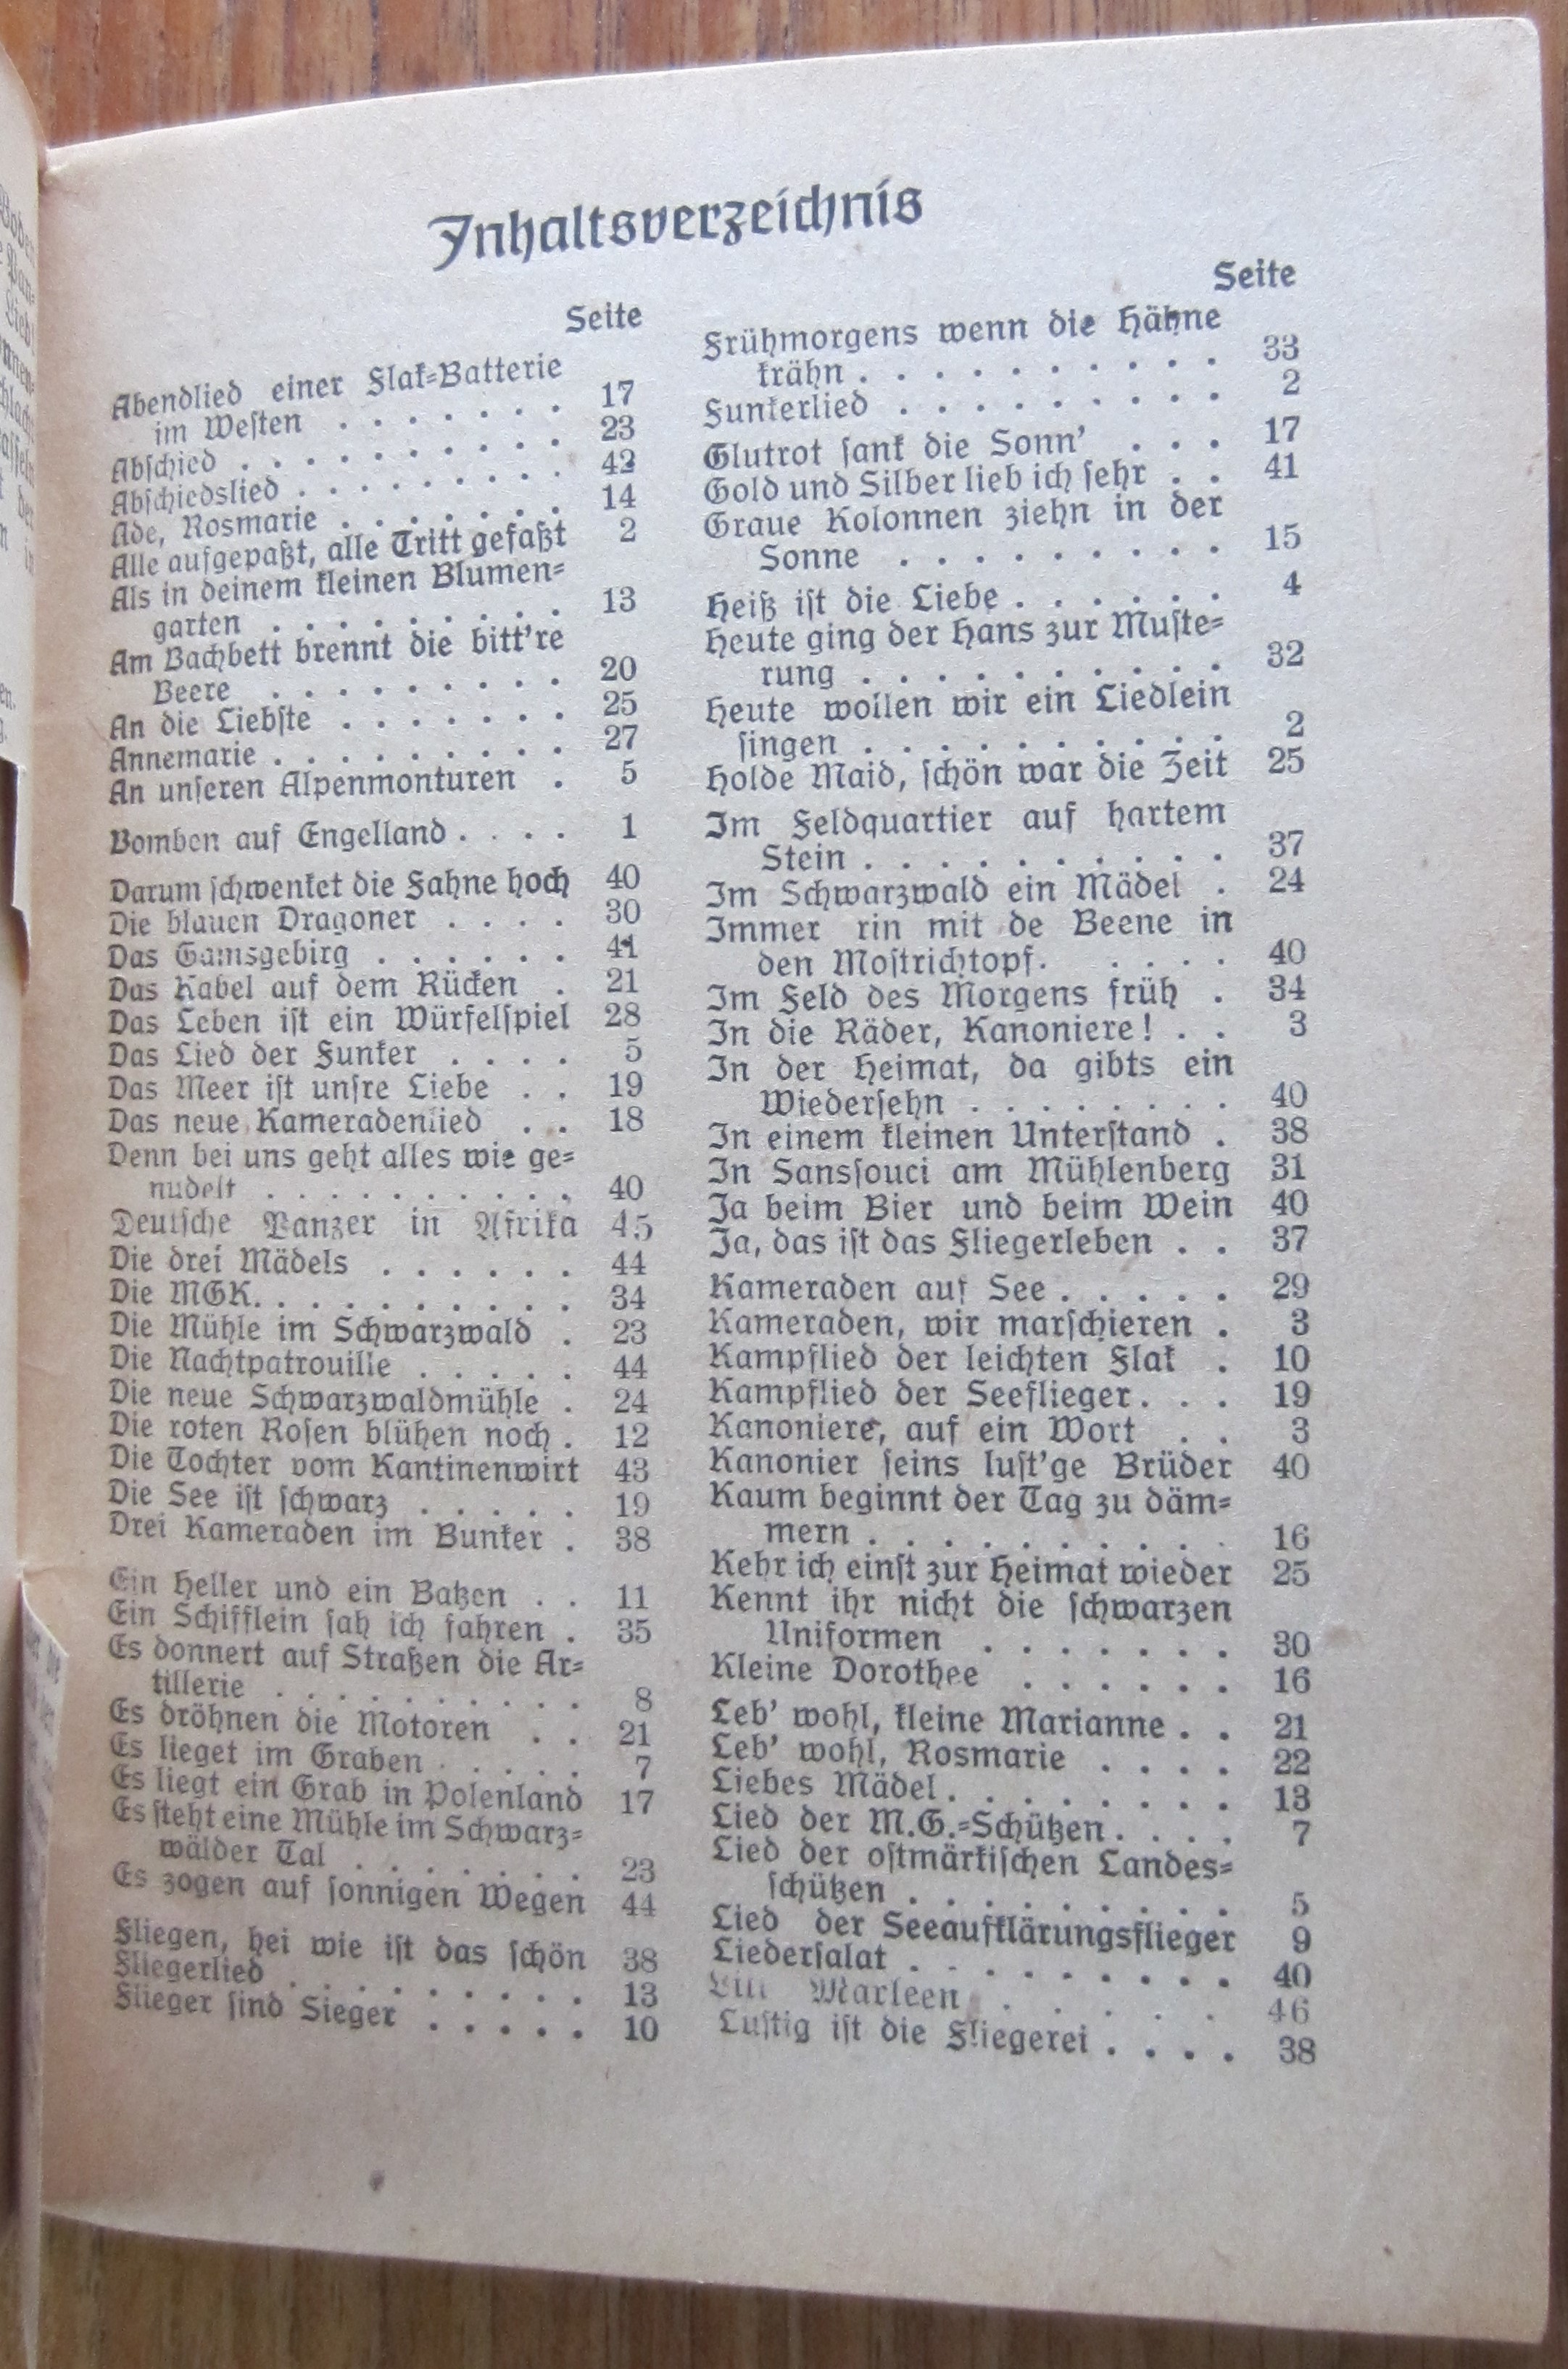 Inhaltsverzeichnis
Seite
Abendlied einer Flak-Batterie
im Westen . . . . . . . 17
Abschied . . . . . . . . . 23
Abschiedslied . . . . . . . . 42
Ade, Rosmarie . . . . . . . 14
Alle aufgepaßt, alle Tritt gefaßt 2
Als in deinem kleinen Blumen-
garten . . . . . . . . . 13
Am Bachbett brennt die bitt’re
Beere . . . . . . . . . 20
An die Liebste . . . . . . . 25
Annemarie . . . . . . . . . 27
An unseren Alpenmonturen . 5
Bomben auf Engelland . . . . 1
Darum schwenket die Fahne hoch 40
Die blauen Dragoner . . . . 30
Das Gamsgebirg . . . . . . 41
Das Kabel auf dem Rücken . 21
Das Leben ist ein Würfelspiel 28
Das Lied der Funker . . . . 5
Das Meer ist unsre Liebe . . 19
Das neue Kameradenlied . . 18
Denn bei uns geht alles wie ge-
nudelt . . . . . . . . . . 40
Deutsche Panzer in Afrika 45
Die drei Mädels . . . . . . 44
Die MGK. . . . . . . . . . 34
Die Mühle im Schwarzwald . 23
Die Nachtpatrouille . . . . . 44
Die neue Schwarzwaldmühle . 24
Die roten Rosen blühen noch . 12
Die Tochter vom Kantinenwirt 43
Die See ist schwarz . . . . . 19
Drei Kameraden im Bunker . 38
Ein Heller und ein Batzen . . 11
Ein Schifflein sah ich fahren . 35
Es donnert auf Straßen die Ar-
tillerie . . . . . . . . . 8
Es dröhnen die Motoren . . 21
Es lieget im Graben . . . . . 7
Es liegt ein Grab in Polenland 17
Es steht eine Mühle im Schwarz-
wälder Tal . . . . . . . 23
Es zogen auf sonnigen Wegen 44
Fliegen, hei wie ist das schön 38
Fliegerlied . . . . . . . . . 13
Flieger sind Sieger . . . . . 10
Seite
Frühmorgens wenn die Hähne
krähn . . . . . . . . . . 33
Funkerlied . . . . . . . . . 2
Glutrot sank die Sonn’ . . . 17
Gold und Silber lieb ich sehr . . 41
Graue Kolonnen ziehn in der
Sonne . . . . . . . . . 15
Heiß ist die Liebe . . . . . . 4
Heute ging der Hans zur Muste-
rung . . . . . . . . . . 32
Heute wollen wir ein Liedlein
singen . . . . . . . . . . 2
Holde Maid, schön war die Zeit 25
Im Feldquartier auf hartem
Stein . . . . . . . . . . 37
Im Schwarzwald ein Mädel . 24
Immer rin mit de Beene in
den Mostrichtopf. . . . . 40
Im Feld des Morgens früh . 34
In die Räder, Kanoniere! . . 3
In der Heimat, da gibts ein
Wiedersehn . . . . . . . . 40
In einem kleinen Unterstand . 38
In Sanssouci am Mühlenberg 31
Ja beim Bier und beim Wein 40
Ja, das ist das Fliegerleben . . 37
Kameraden auf See . . . . . 29
Kameraden, wir marschieren . 3
Kampflied der leichten Flak . 10
Kampflied der Seeflieger . . . 19
Kanoniere, auf ein Wort . . 3
Kanonier seins lust’ge Brüder 40
Kaum beginnt der Tag zu däm-
mern . . . . . . . . . . 16
Kehr ich einst zur Heimat wieder 25
Kennt ihr nicht die schwarzen
Uniformen . . . . . . . 30
Kleine Dorothee . . . . . . 16
Leb’ wohl, kleine Marianne . . 21
Leb’ wohl, Rosmarie . . . . 22
Liebes Mädel . . . . . . . . 13
Lied der M.G.-Schützen . . . . 7
Lied der ostmärkischen Landes-
schützen . . . . . . . . . 5
Lied der Seeaufklärungsflieger 9
Liedersalat . . . . . . . . . 40
Lili Marleen . . . . . . 46
Lustig ist die Fliegerei . . . . 38